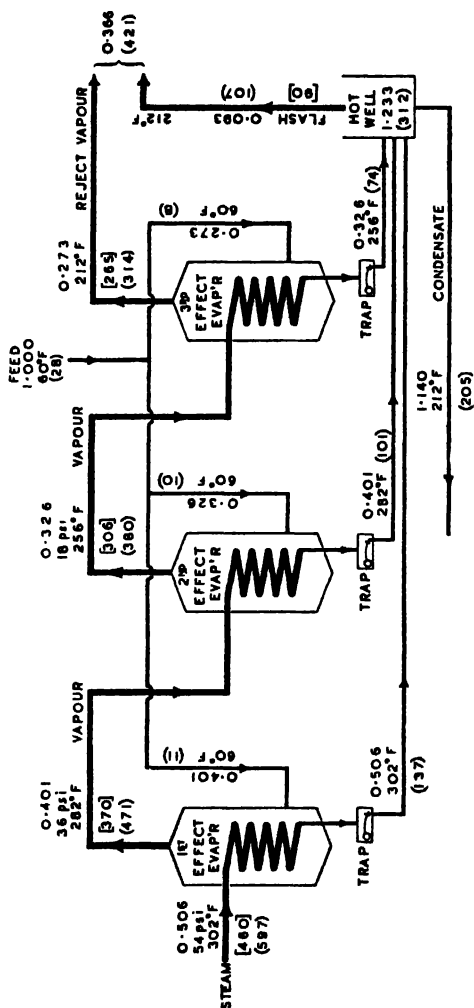 STEAM
0·506
54 psi
302°F
[460]
(597)
1ST
EFFECT
EVAP'R
0·401
36 psi
282°F
[370]
(471)
VAPOUR
0·401
60°F
(11)
TRAP
0·506
302°F
(137)
2ND
EFFECT
EVAP'R
0·326
18 psi
256°F
[306]
(380)
VAPOUR
0·326
60°F
(10)
TRAP
0·401
282°F
(101)
FEED
1·000
60°F
(28)
3RD
EFFECT
EVAP'R
0·273
212°F
[265]
(314)
REJECT VAPOUR
0·273
60°F
(8)
TRAP
0·326
256°F
(74)
0·366
(421)
212°F
FLASH 0·093
[90] (107)
HOT
WELL
1·233
(312)
CONDENSATE
1·140
212°F
(205)